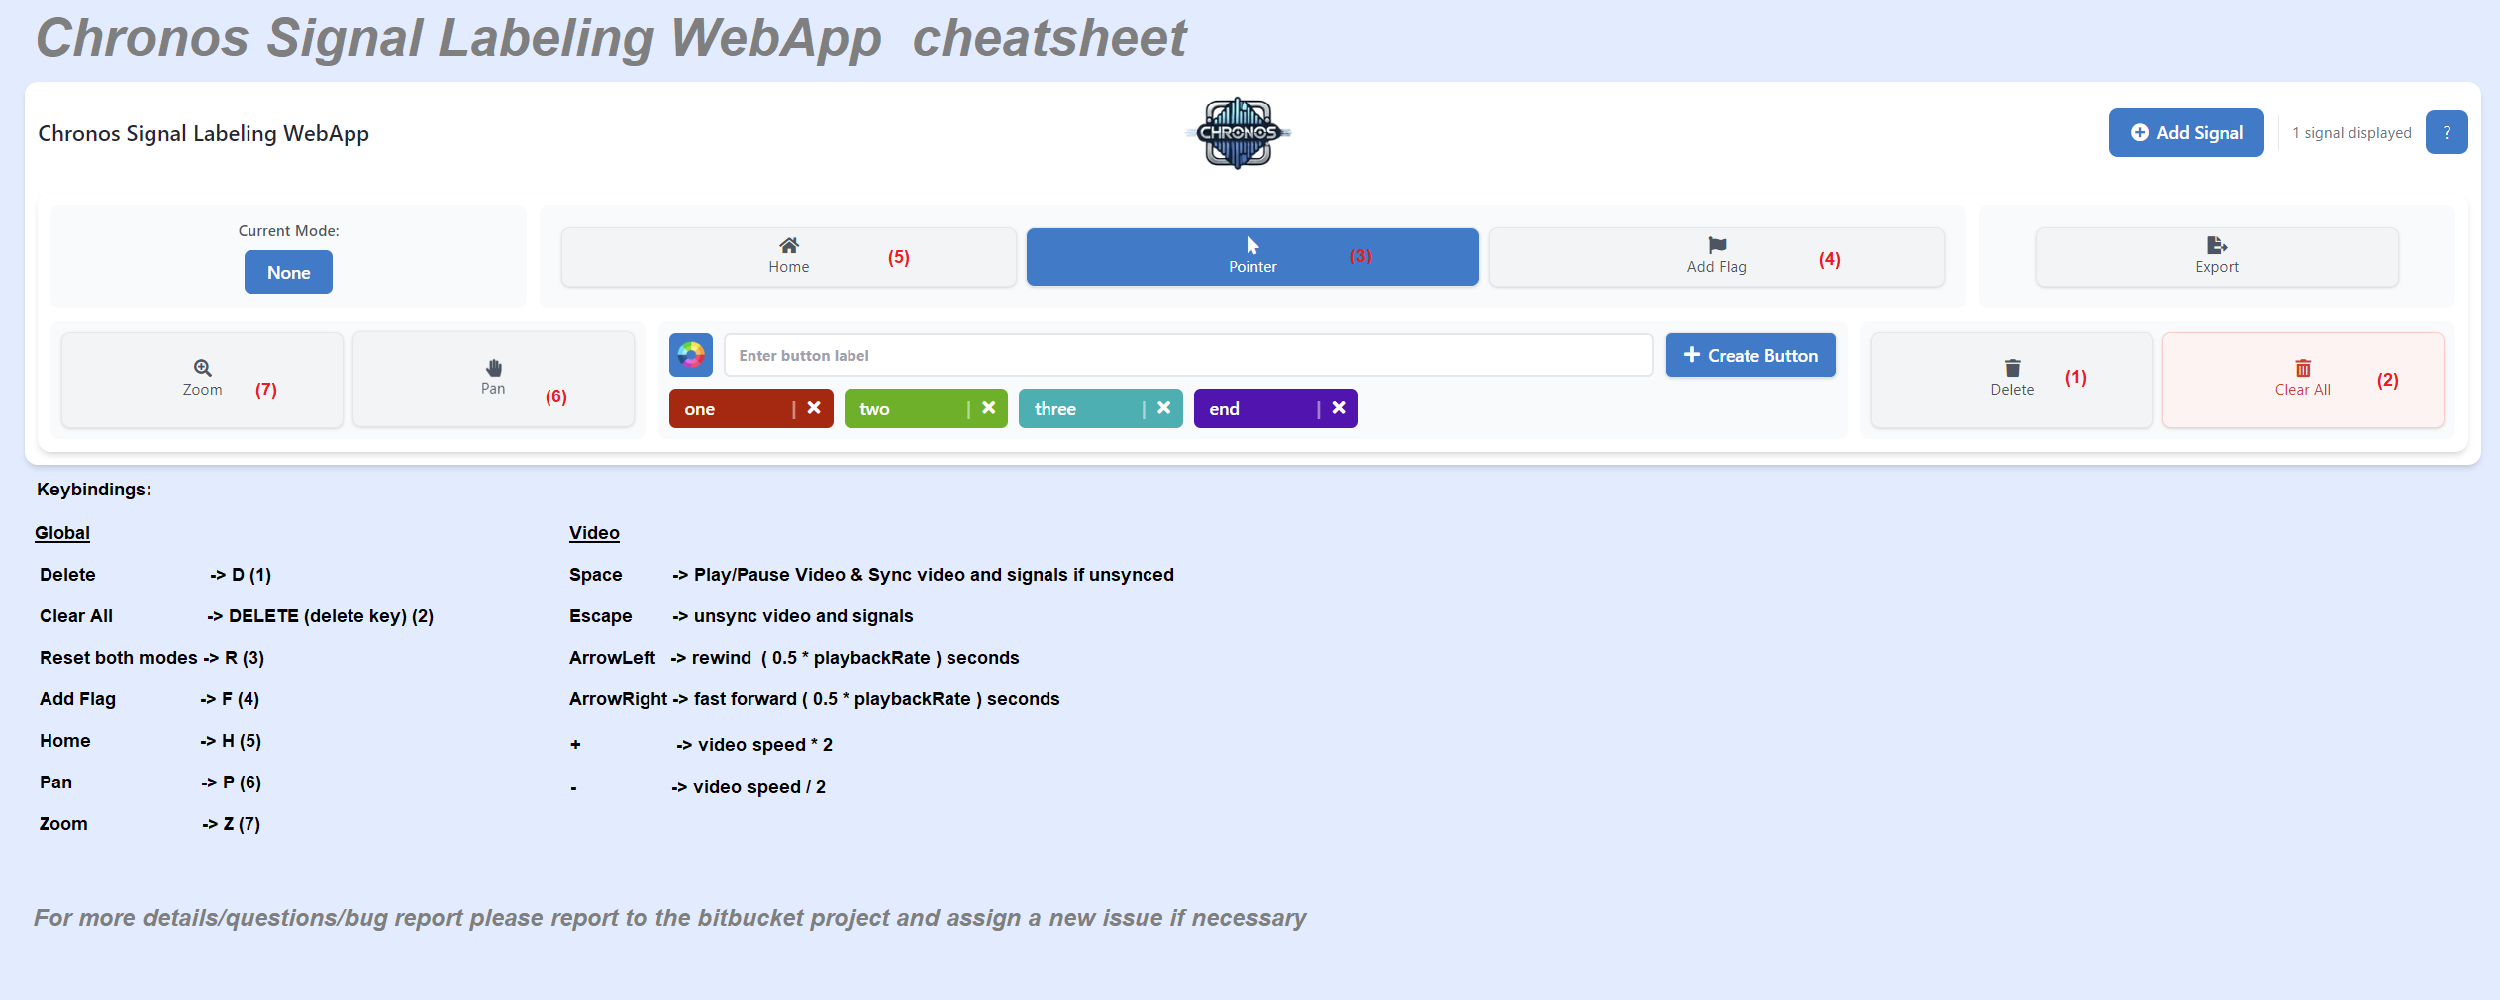 Chronos Signal Labeling WebApp cheatsheet
Chronos Signal Labeling WebApp
CHRONOS
Add Signal
1 signal displayed
?
Current Mode:
None
Home (5)
Pointer (3)
Add Flag (4)
Export
Zoom (7)
Pan (6)
Enter button label
Create Button
one | ×
two | ×
three | ×
end | ×
Delete (1)
Clear All (2)
Keybindings:
Global
Delete -> D (1)
Clear All -> DELETE (delete key) (2)
Reset both modes -> R (3)
Add Flag -> F (4)
Home -> H (5)
Pan -> P (6)
Zoom -> Z (7)
Video
Space -> Play/Pause Video & Sync video and signals if unsynced
Escape -> unsync video and signals
ArrowLeft -> rewind ( 0.5 * playbackRate ) seconds
ArrowRight -> fast forward ( 0.5 * playbackRate ) seconds
+ -> video speed * 2
- -> video speed / 2
For more details/questions/bug report please report to the bitbucket project and assign a new issue if necessary